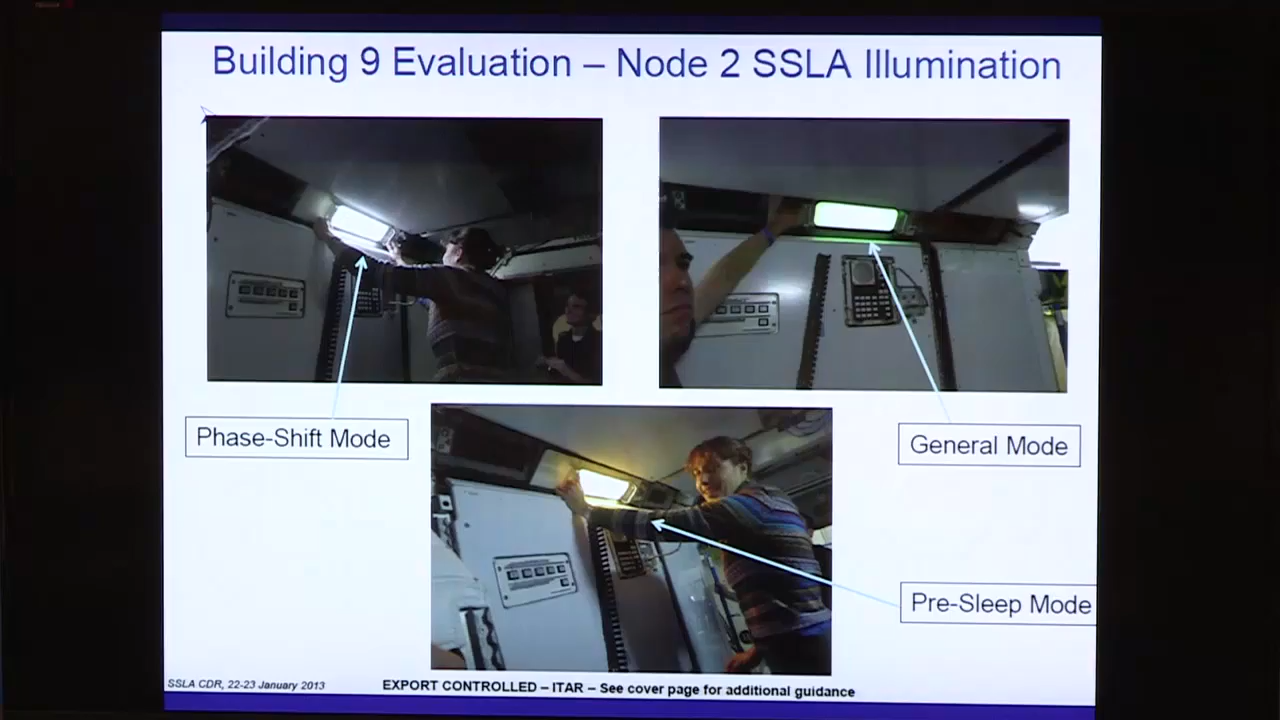 Building 9 Evaluation – Node 2 SSLA Illumination
Phase-Shift Mode
General Mode
Pre-Sleep Mode
SSLA CDR, 22-23 January 2013
EXPORT CONTROLLED – ITAR – See cover page for additional guidance